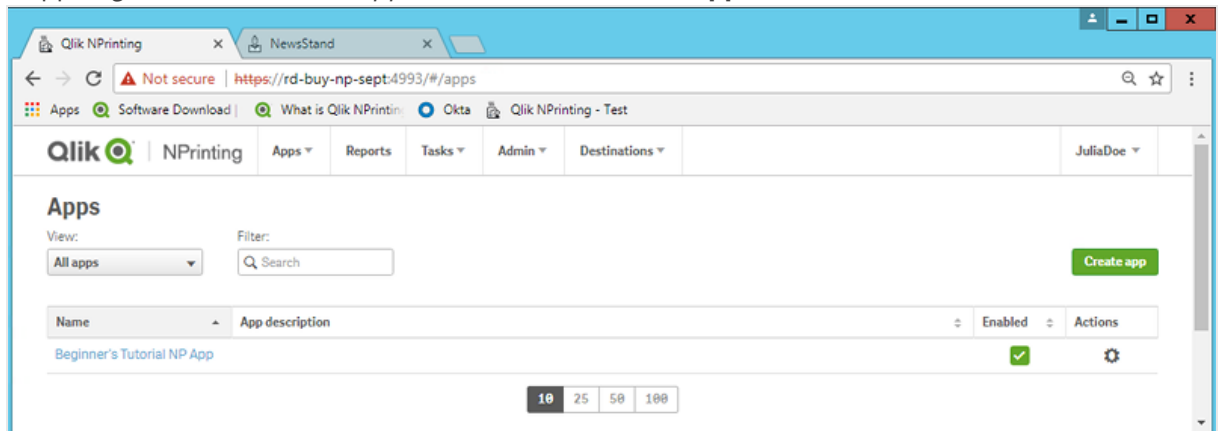 Qlik NPrinting
NewsStand
Not secure https://rd-buy-np-sept:4993/#/apps
Apps Software Download | What is Qlik NPrinting Okta Qlik NPrinting - Test
Qlik NPrinting Apps Reports Tasks Admin Destinations JuliaDoe
Apps
View: Filter:
All apps Search Create app
Name App description Enabled Actions
Beginner's Tutorial NP App
10 25 50 100